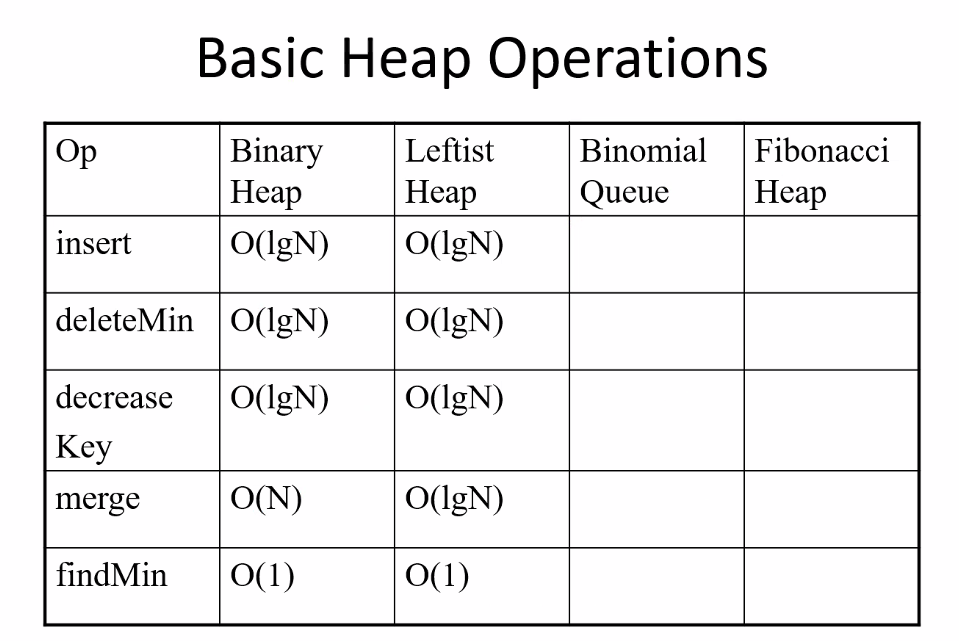 Basic Heap Operations
Op Binary Heap Leftist Heap Binomial Queue Fibonacci Heap
insert O(lgN) O(lgN)
deleteMin O(lgN) O(lgN)
decrease Key O(lgN) O(lgN)
merge O(N) O(lgN)
findMin O(1) O(1)